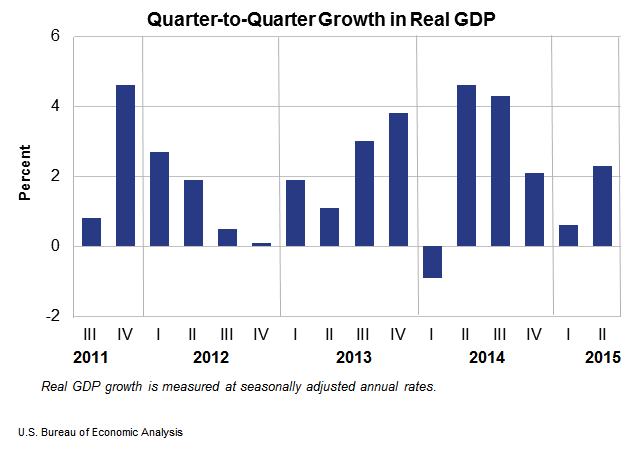 Quarter-to-Quarter Growth in Real GDP
6
4
2
0
-2
Percent
III IV I II III IV I II III IV I II III IV I II
2011 2012 2013 2014 2015
Real GDP growth is measured at seasonally adjusted annual rates.
U.S. Bureau of Economic Analysis